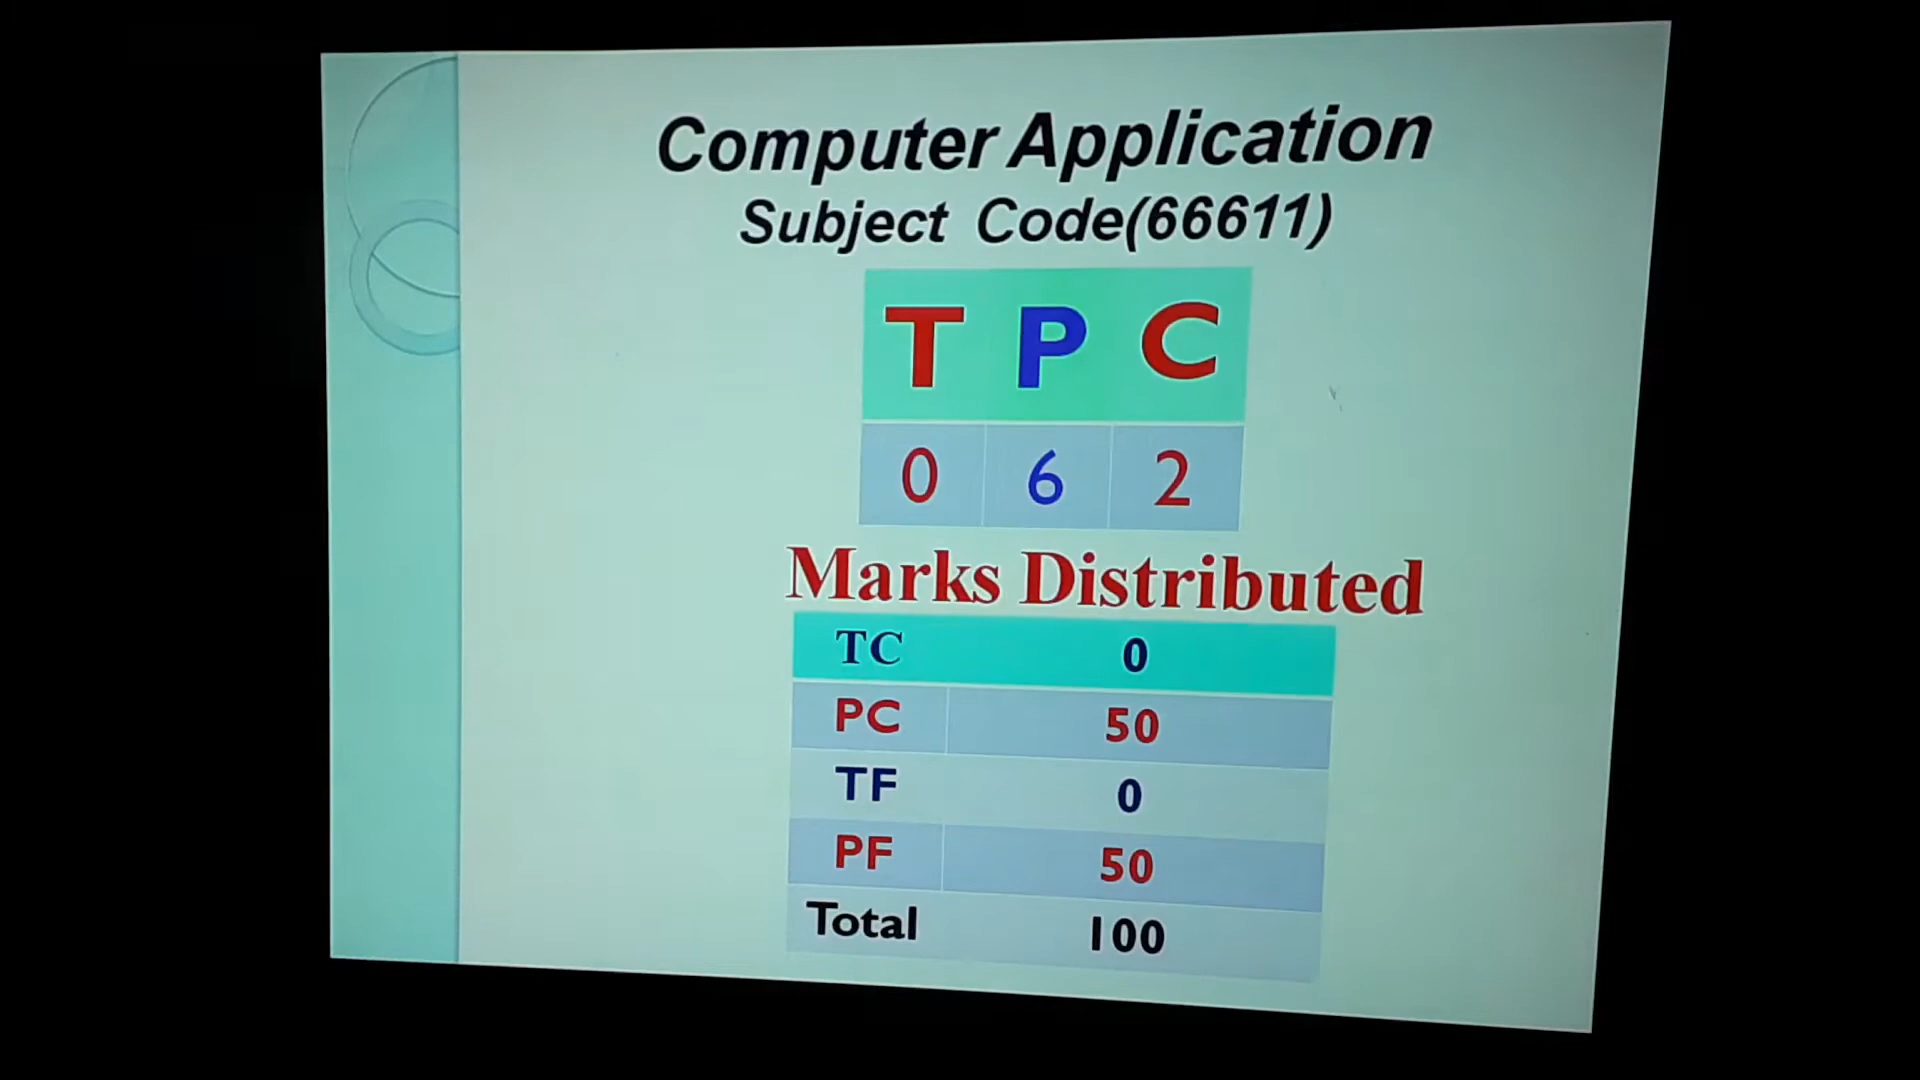 Computer Application
Subject Code(66611)
T P C
0 6 2
Marks Distributed
TC 0
PC 50
TF 0
PF 50
Total 100